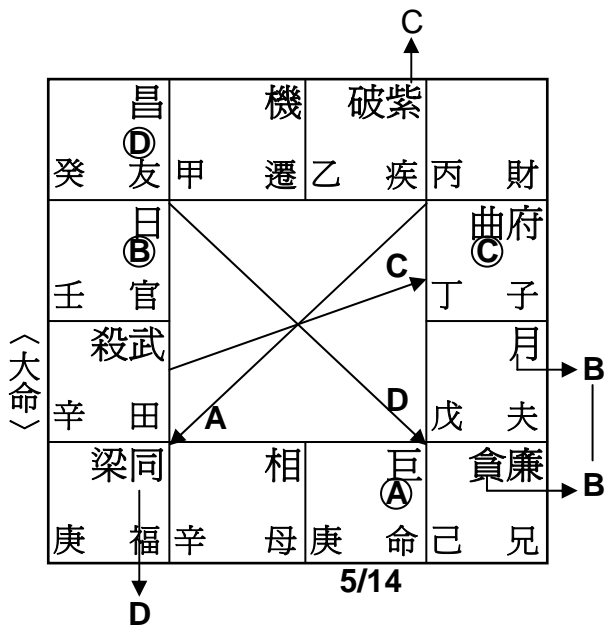 C
昌 機 破紫
Ⓓ
癸 友 甲 遷 乙 疾 丙 財
日 曲府
Ⓑ C Ⓒ
壬 官 丁 子
〈大命〉
殺武 月 B
辛 田 A D 戊 夫
梁同 相 巨 貪廉 B
Ⓐ
庚 福 辛 母 庚 命 己 兄
5/14
D